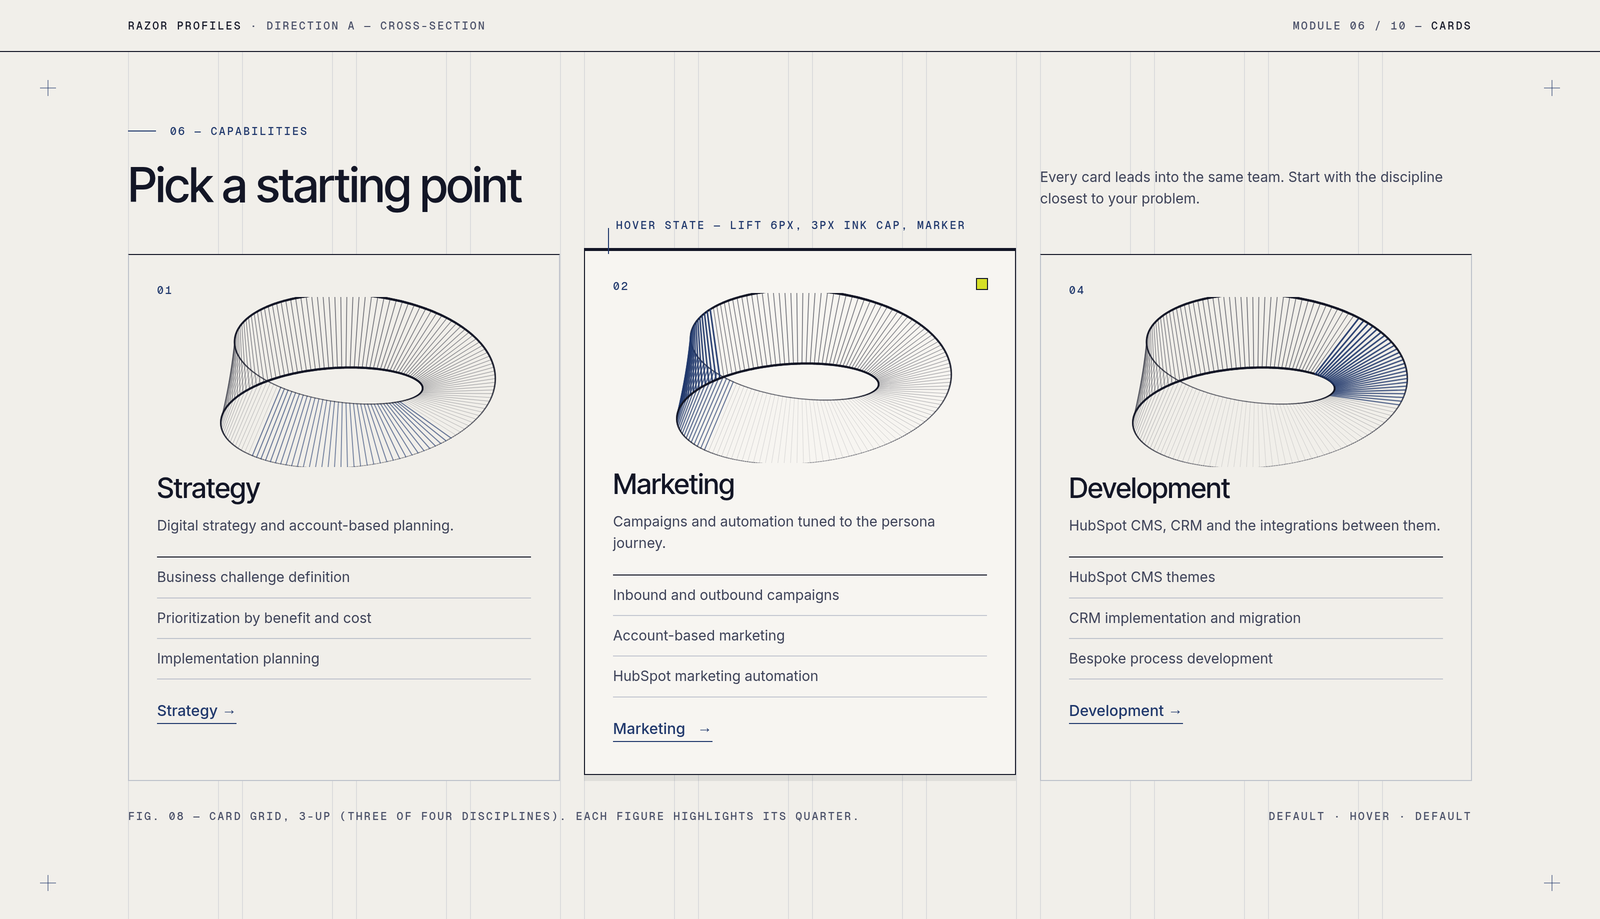 RAZOR PROFILES · DIRECTION A — CROSS-SECTION
MODULE 06 / 10 — CARDS
06 — CAPABILITIES
Pick a starting point
Every card leads into the same team. Start with the discipline
closest to your problem.
HOVER STATE — LIFT 6PX, 3PX INK CAP, MARKER
01
Strategy
Digital strategy and account-based planning.
Business challenge definition
Prioritization by benefit and cost
Implementation planning
Strategy →
02
Marketing
Campaigns and automation tuned to the persona
journey.
Inbound and outbound campaigns
Account-based marketing
HubSpot marketing automation
Marketing →
04
Development
HubSpot CMS, CRM and the integrations between them.
HubSpot CMS themes
CRM implementation and migration
Bespoke process development
Development →
FIG. 08 — CARD GRID, 3-UP (THREE OF FOUR DISCIPLINES). EACH FIGURE HIGHLIGHTS ITS QUARTER.
DEFAULT · HOVER · DEFAULT